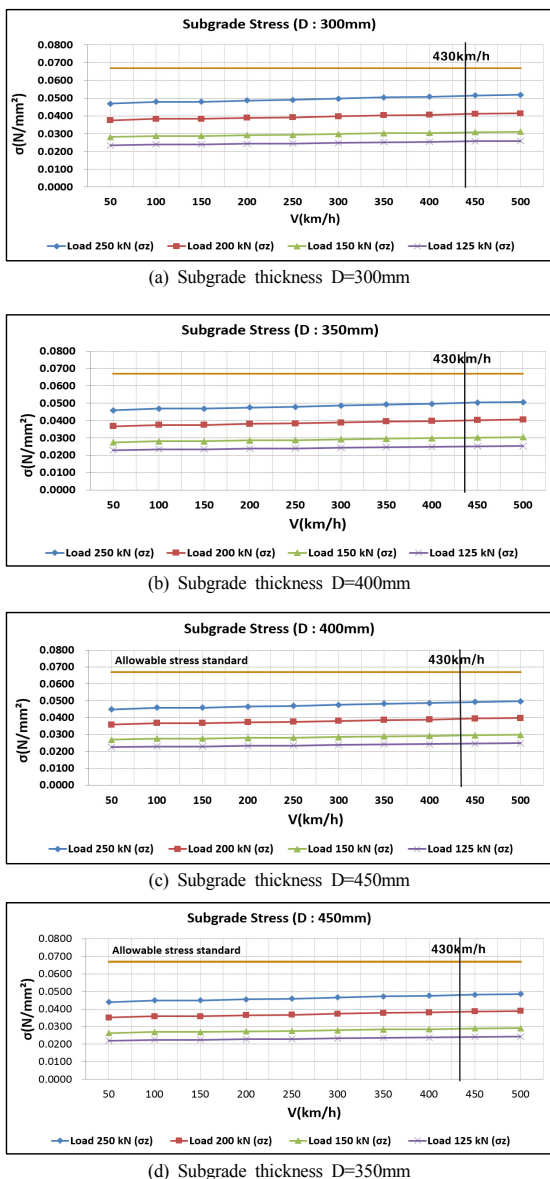 Subgrade Stress (D : 300mm)
430km/h
0.0800
0.0700
0.0600
0.0500
0.0400
0.0300
0.0200
0.0100
0.0000
σ(N/mm²)
50 100 150 200 250 300 350 400 450 500
V(km/h)
Load 250 kN (σz) Load 200 kN (σz) Load 150 kN (σz) Load 125 kN (σz)
(a) Subgrade thickness D=300mm
Subgrade Stress (D : 350mm)
430km/h
0.0800
0.0700
0.0600
0.0500
0.0400
0.0300
0.0200
0.0100
0.0000
σ(N/mm²)
50 100 150 200 250 300 350 400 450 500
V(km/h)
Load 250 kN (σz) Load 200 kN (σz) Load 150 kN (σz) Load 125 kN (σz)
(b) Subgrade thickness D=400mm
Subgrade Stress (D : 400mm)
Allowable stress standard 430km/h
0.0800
0.0700
0.0600
0.0500
0.0400
0.0300
0.0200
0.0100
0.0000
σ(N/mm²)
50 100 150 200 250 300 350 400 450 500
V(km/h)
Load 250 kN (σz) Load 200 kN (σz) Load 150 kN (σz) Load 125 kN (σz)
(c) Subgrade thickness D=450mm
Subgrade Stress (D : 450mm)
Allowable stress standard 430km/h
0.0800
0.0700
0.0600
0.0500
0.0400
0.0300
0.0200
0.0100
0.0000
σ(N/mm²)
50 100 150 200 250 300 350 400 450 500
V(km/h)
Load 250 kN (σz) Load 200 kN (σz) Load 150 kN (σz) Load 125 kN (σz)
(d) Subgrade thickness D=350mm